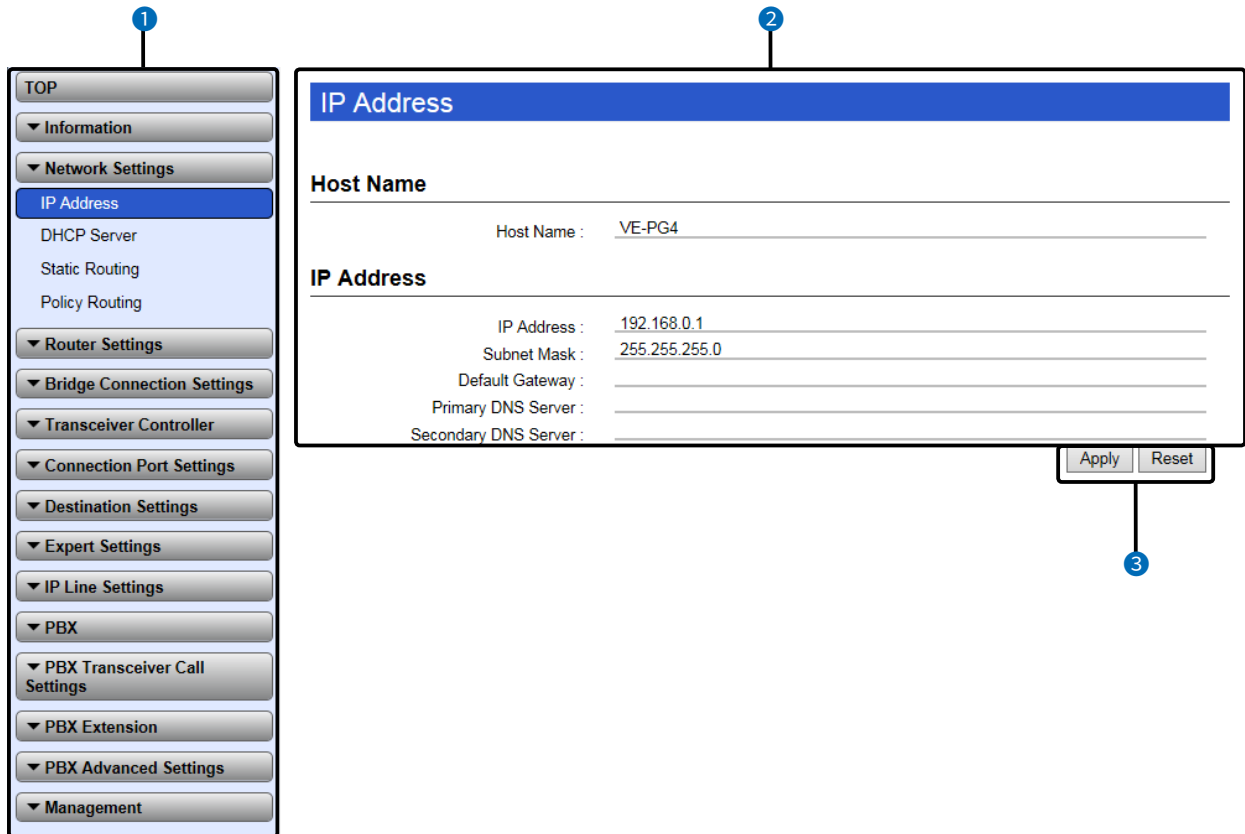 1
2
TOP
Information
Network Settings
IP Address
DHCP Server
Static Routing
Policy Routing
Router Settings
Bridge Connection Settings
Transceiver Controller
Connection Port Settings
Destination Settings
Expert Settings
IP Line Settings
PBX
PBX Transceiver Call
Settings
PBX Extension
PBX Advanced Settings
Management
IP Address
Host Name
Host Name : VE-PG4
IP Address
IP Address : 192.168.0.1
Subnet Mask : 255.255.255.0
Default Gateway :
Primary DNS Server :
Secondary DNS Server :
Apply Reset
3